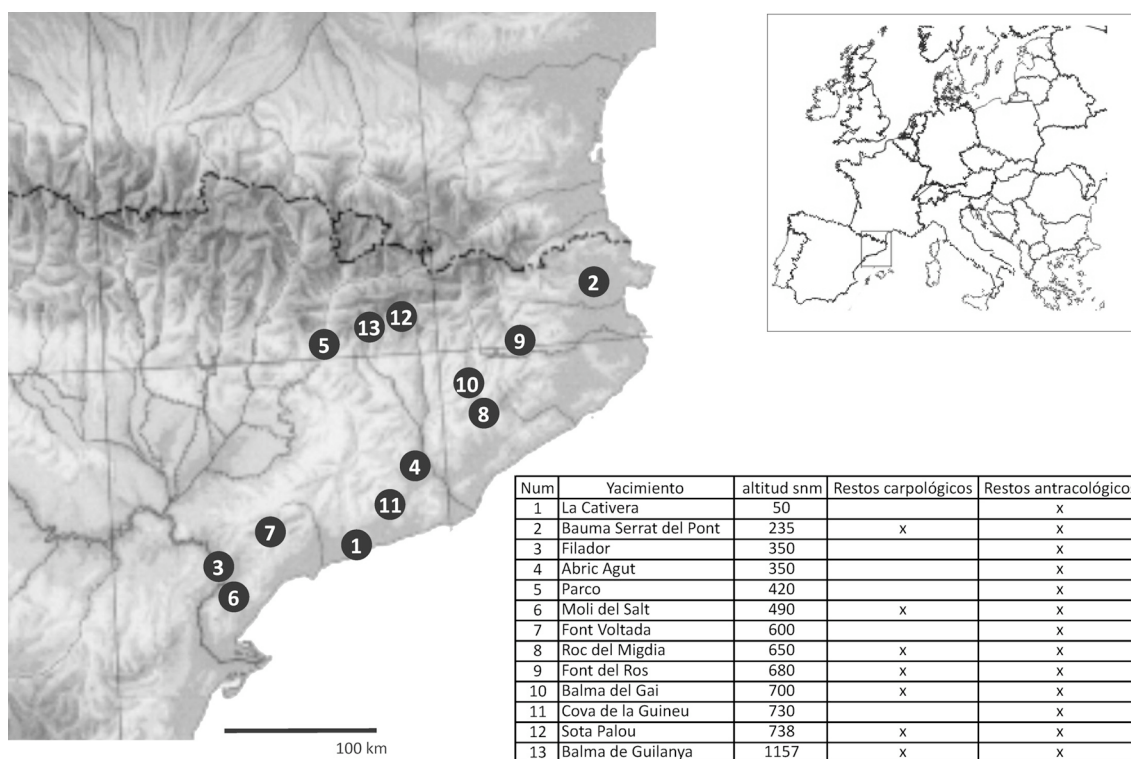 2
12
13
5
9
10
8
4
11
7
1
3
6
100 km
Num Yacimiento altitud snm Restos carpológicos Restos antracológicos
1 La Cativera 50 x
2 Bauma Serrat del Pont 235 x x
3 Filador 350 x
4 Abric Agut 350 x
5 Parco 420 x
6 Moli del Salt 490 x x
7 Font Voltada 600 x
8 Roc del Migdia 650 x x
9 Font del Ros 680 x x
10 Balma del Gai 700 x x
11 Cova de la Guineu 730 x
12 Sota Palou 738 x x
13 Balma de Guilanya 1157 x x